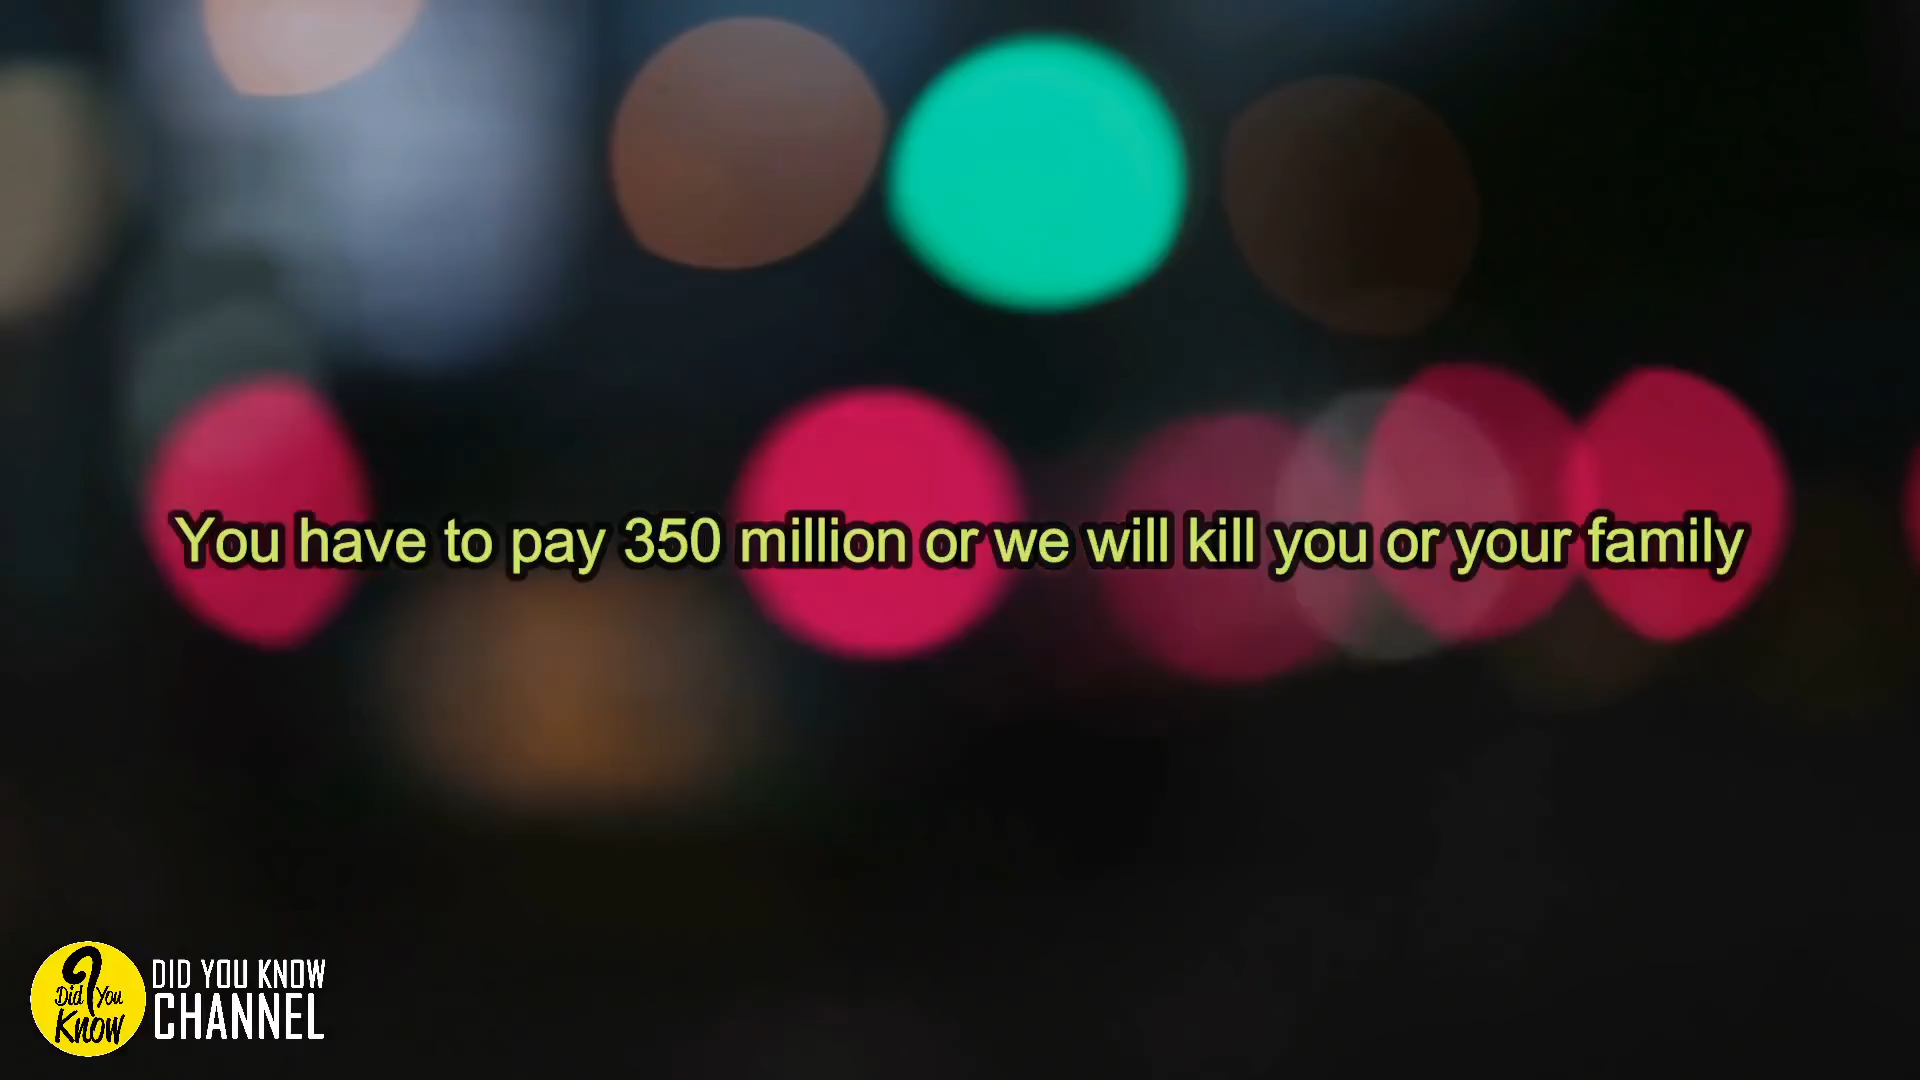 You have to pay 350 million or we will kill you or your family
Did You
Know
DID YOU KNOW
CHANNEL